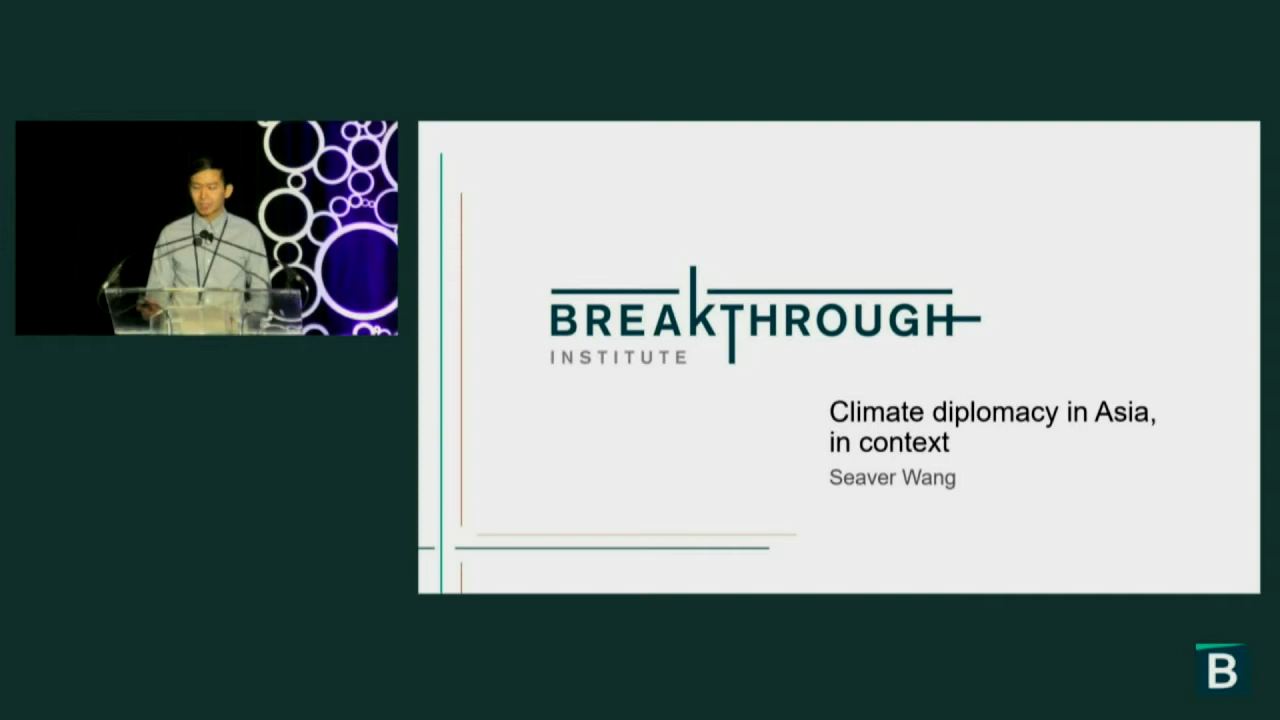 BREAKTHROUGH
INSTITUTE
Climate diplomacy in Asia,
in context
Seaver Wang
B